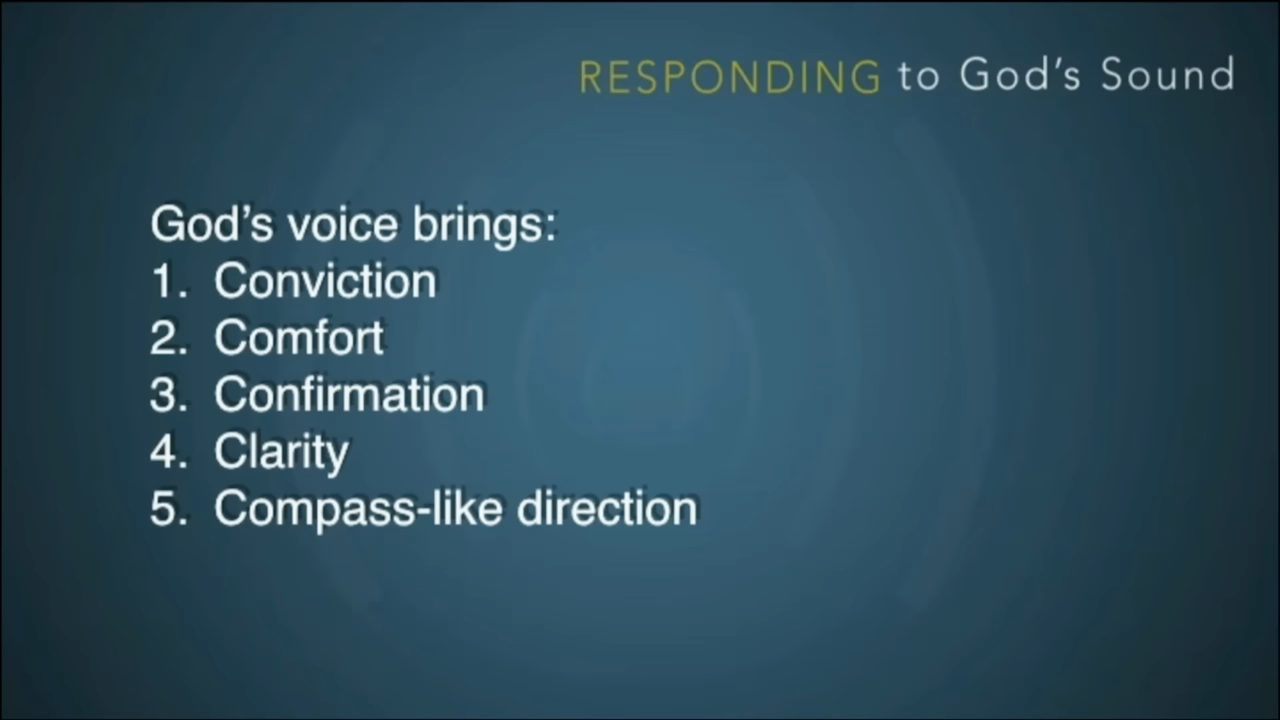 RESPONDING to God's Sound
God's voice brings:
1. Conviction
2. Comfort
3. Confirmation
4. Clarity
5. Compass-like direction